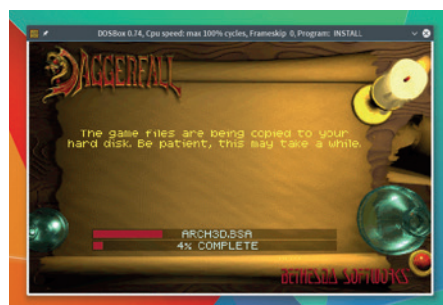 DOSBox 0.74, Cpu speed: max 100% cycles, Frameskip 0, Program: INSTALL
DAGGERFALL
The game files are being copied to your
hard disk. Be patient, this may take a while.
ARCH3D.BSA
4% COMPLETE
BETHESDA SOFTWORKS